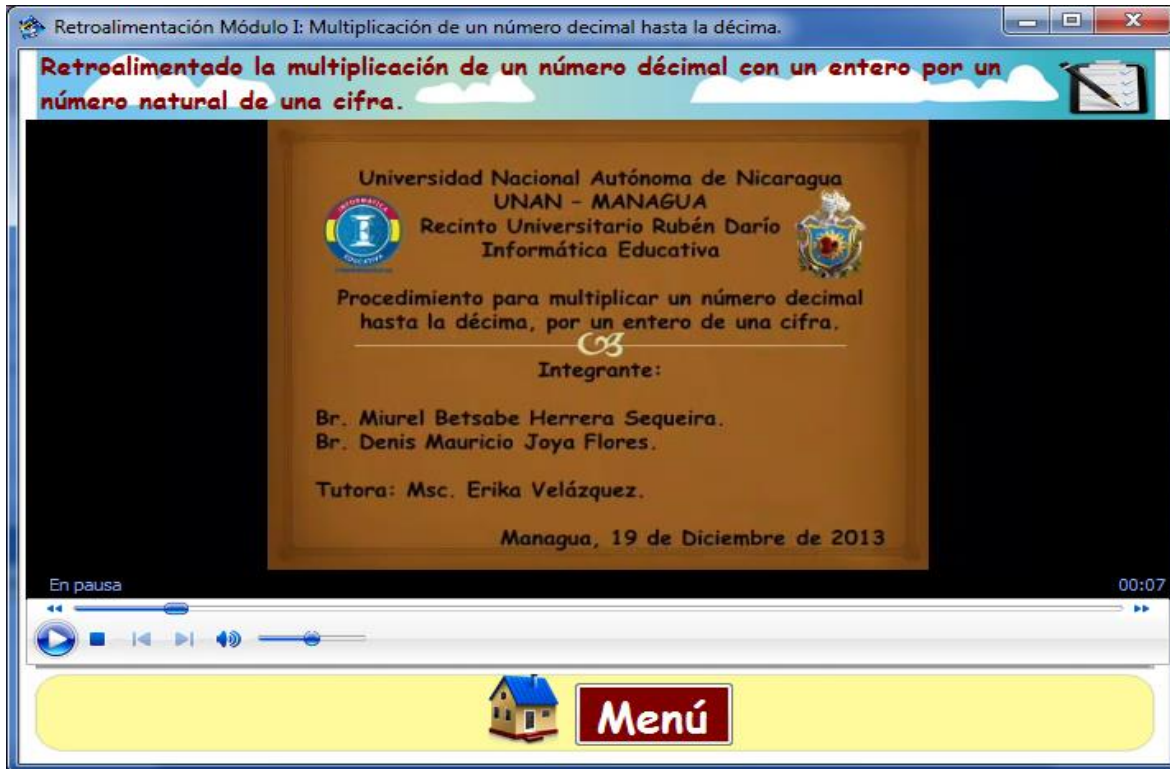 Retroalimentación Módulo I: Multiplicación de un número decimal hasta la décima.
Retroalimentado la multiplicación de un número décimal con un entero por un
número natural de una cifra.
Universidad Nacional Autónoma de Nicaragua
UNAN - MANAGUA
Recinto Universitario Rubén Darío
Informática Educativa
INFORMATICA
EDUCATIVA
Procedimiento para multiplicar un número decimal
hasta la décima, por un entero de una cifra.
Integrante:
Br. Miurel Betsabe Herrera Sequeira.
Br. Denis Mauricio Joya Flores.
Tutora: Msc. Erika Velázquez.
Managua, 19 de Diciembre de 2013
En pausa
00:07
Menú